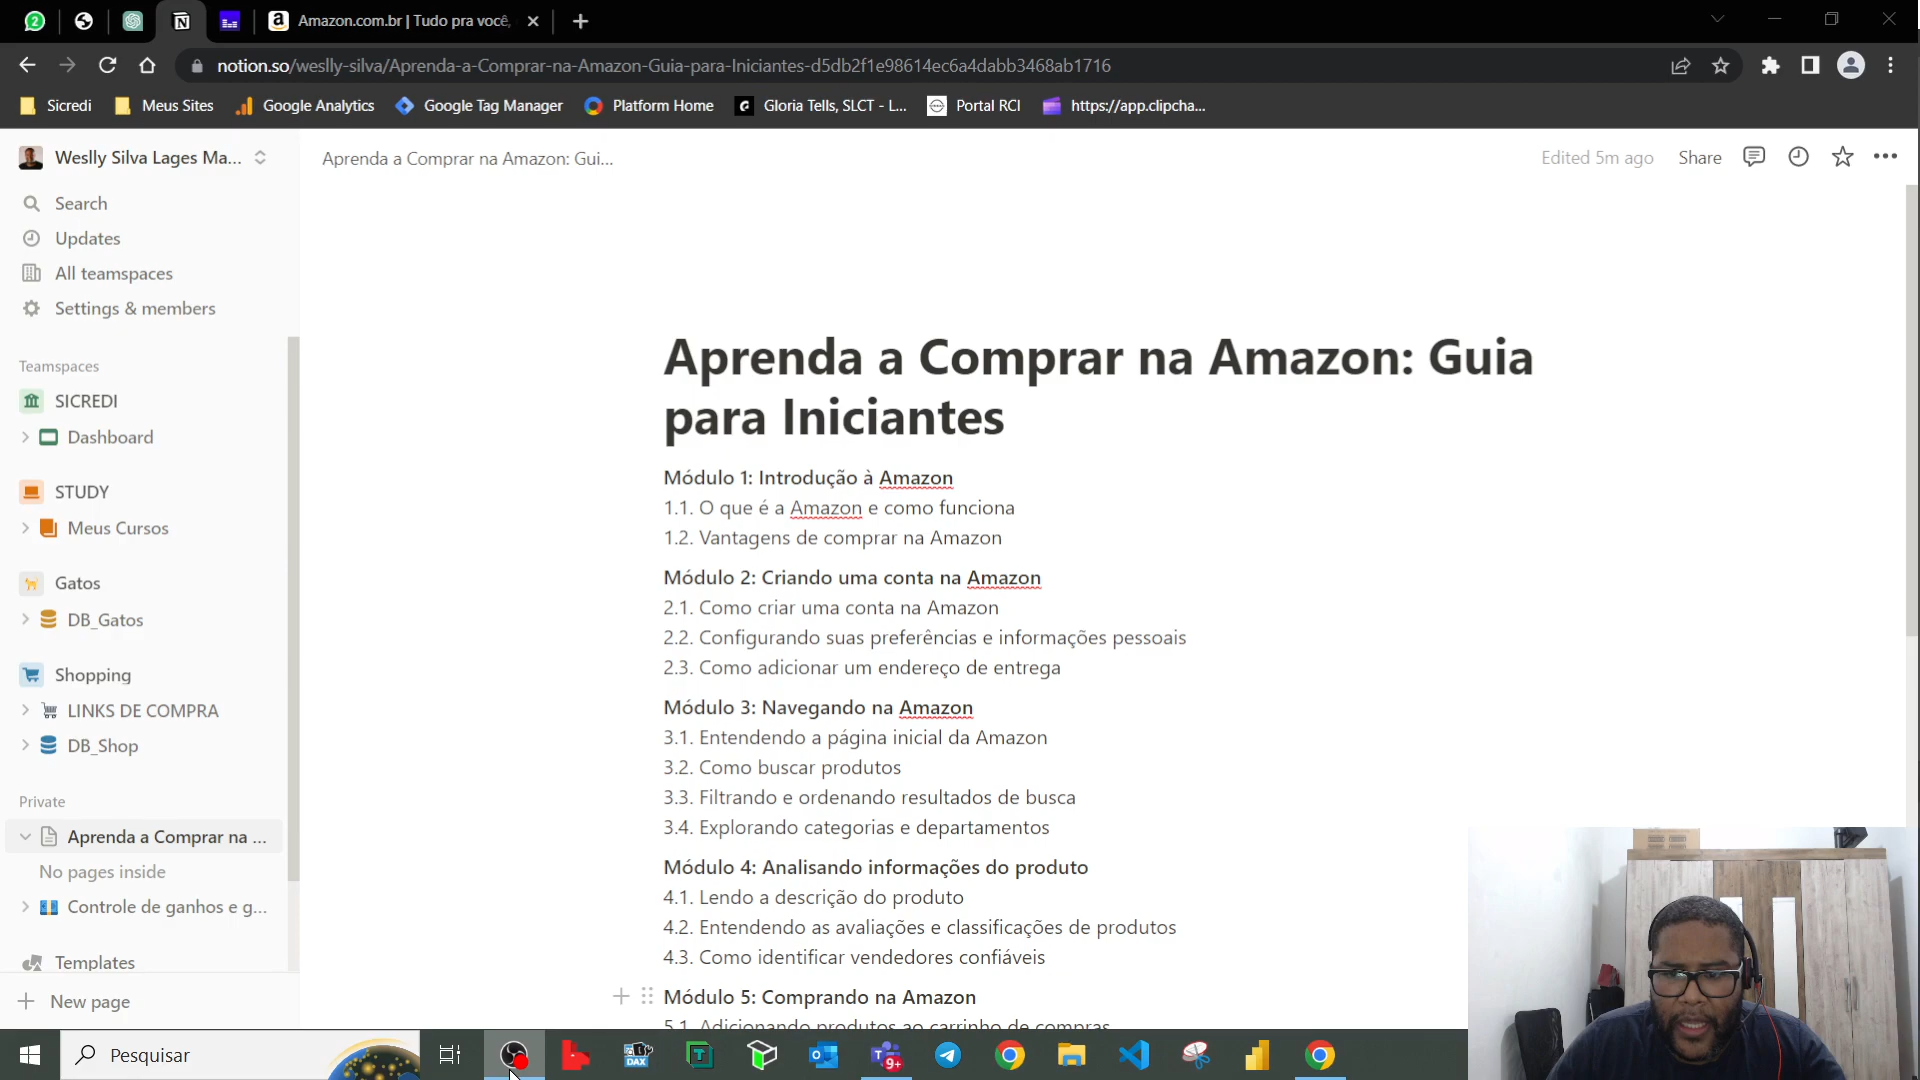 Amazon.com.br | Tudo pra você,
notion.so/weslly-silva/Aprenda-a-Comprar-na-Amazon-Guia-para-Iniciantes-d5db2f1e98614ec6a4dabb3468ab1716
Sicredi
Meus Sites
Google Analytics
Google Tag Manager
Platform Home
Gloria Tells, SLCT - L...
Portal RCI
https://app.clipcha...
Weslly Silva Lages Ma...
Aprenda a Comprar na Amazon: Gui...
Edited 5m ago
Share
Search
Updates
All teamspaces
Settings & members
Teamspaces
SICREDI
Dashboard
STUDY
Meus Cursos
Gatos
DB_Gatos
Shopping
LINKS DE COMPRA
DB_Shop
Private
Aprenda a Comprar na ...
No pages inside
Controle de ganhos e g...
Templates
New page
Aprenda a Comprar na Amazon: Guia
para Iniciantes
Módulo 1: Introdução à Amazon
1.1. O que é a Amazon e como funciona
1.2. Vantagens de comprar na Amazon
Módulo 2: Criando uma conta na Amazon
2.1. Como criar uma conta na Amazon
2.2. Configurando suas preferências e informações pessoais
2.3. Como adicionar um endereço de entrega
Módulo 3: Navegando na Amazon
3.1. Entendendo a página inicial da Amazon
3.2. Como buscar produtos
3.3. Filtrando e ordenando resultados de busca
3.4. Explorando categorias e departamentos
Módulo 4: Analisando informações do produto
4.1. Lendo a descrição do produto
4.2. Entendendo as avaliações e classificações de produtos
4.3. Como identificar vendedores confiáveis
Módulo 5: Comprando na Amazon
5.1. Adicionando produtos ao carrinho de compras
Pesquisar
DAX
9+